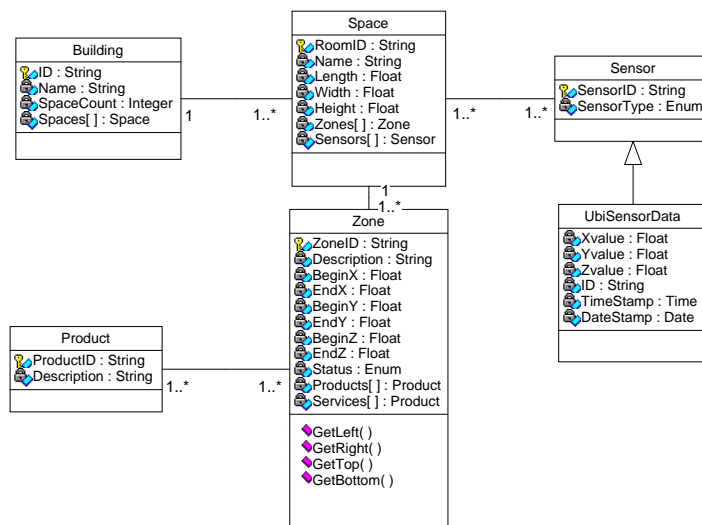 Building
ID : String
Name : String
SpaceCount : Integer
Spaces[ ] : Space
1
1..*
Space
RoomID : String
Name : String
Length : Float
Width : Float
Height : Float
Zones[ ] : Zone
Sensors[ ] : Sensor
1..*
1..*
Sensor
SensorID : String
SensorType : Enum
UbiSensorData
Xvalue : Float
Yvalue : Float
Zvalue : Float
ID : String
TimeStamp : Time
DateStamp : Date
1
1..*
Zone
ZoneID : String
Description : String
BeginX : Float
EndX : Float
BeginY : Float
EndY : Float
BeginZ : Float
EndZ : Float
Status : Enum
Products[ ] : Product
Services[ ] : Product
GetLeft( )
GetRight( )
GetTop( )
GetBottom( )
Product
ProductID : String
Description : String
1..*
1..*